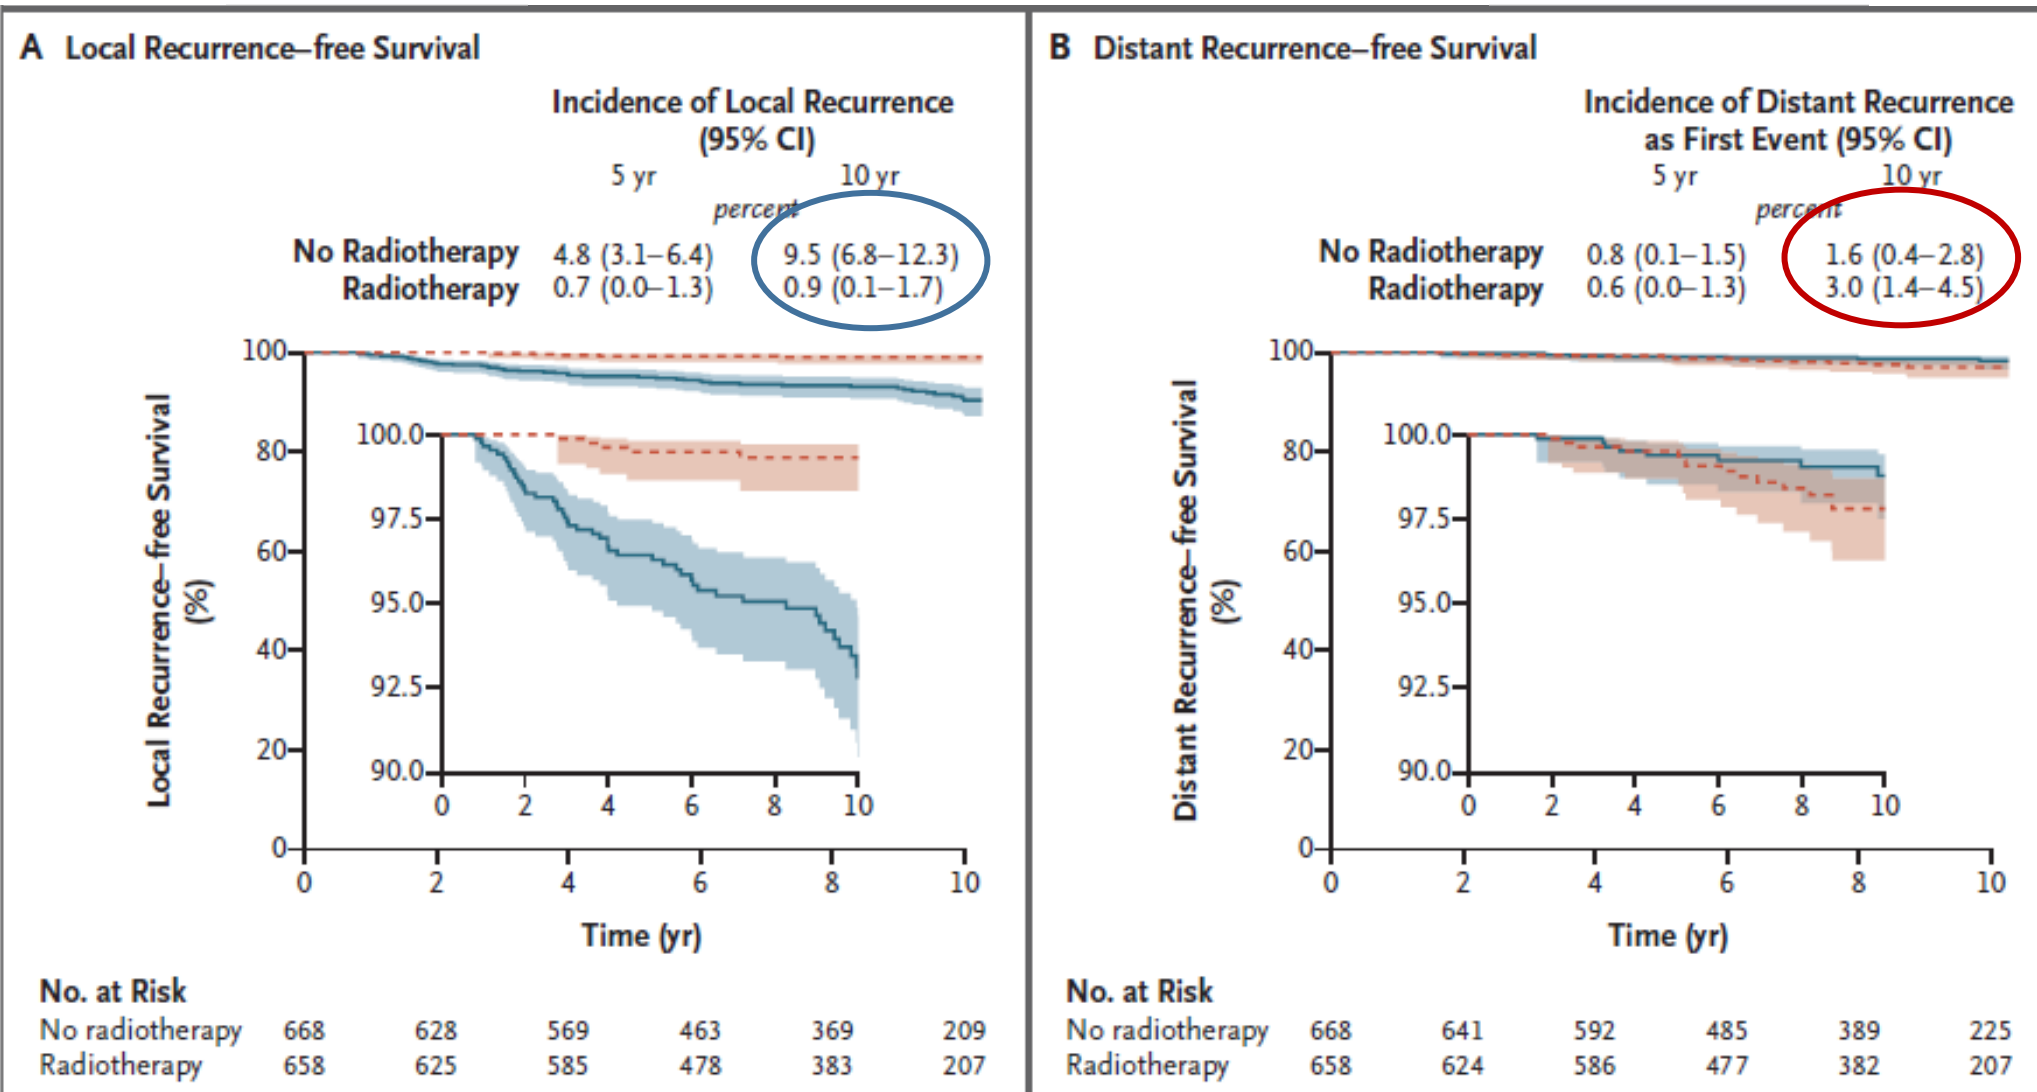 A Local Recurrence–free Survival
Incidence of Local Recurrence
(95% CI)
5 yr 10 yr
percent
No Radiotherapy 4.8 (3.1–6.4) 9.5 (6.8–12.3)
Radiotherapy 0.7 (0.0–1.3) 0.9 (0.1–1.7)
Local Recurrence–free Survival
(%)
100
80
60
40
20
0
100.0
97.5
95.0
92.5
90.0
0 2 4 6 8 10
0 2 4 6 8 10
Time (yr)
No. at Risk
No radiotherapy 668 628 569 463 369 209
Radiotherapy 658 625 585 478 383 207
B Distant Recurrence–free Survival
Incidence of Distant Recurrence
as First Event (95% CI)
5 yr 10 yr
percent
No Radiotherapy 0.8 (0.1–1.5) 1.6 (0.4–2.8)
Radiotherapy 0.6 (0.0–1.3) 3.0 (1.4–4.5)
Distant Recurrence–free Survival
(%)
100
80
60
40
20
0
100.0
97.5
95.0
92.5
90.0
0 2 4 6 8 10
0 2 4 6 8 10
Time (yr)
No. at Risk
No radiotherapy 668 641 592 485 389 225
Radiotherapy 658 624 586 477 382 207